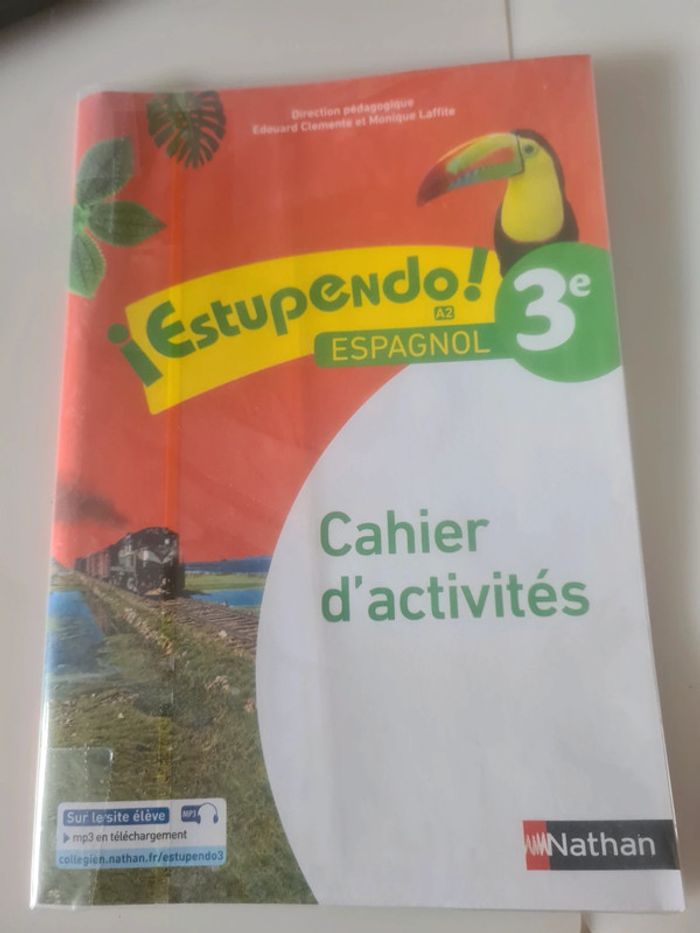 Direction pédagogique
Edouard Clemente et Monique Laffite
¡Estupendo!
A2
ESPAGNOL
3e
Cahier
d'activités
Sur le site élève
MP3
mp3 en téléchargement
collegien.nathan.fr/estupendo3
Nathan